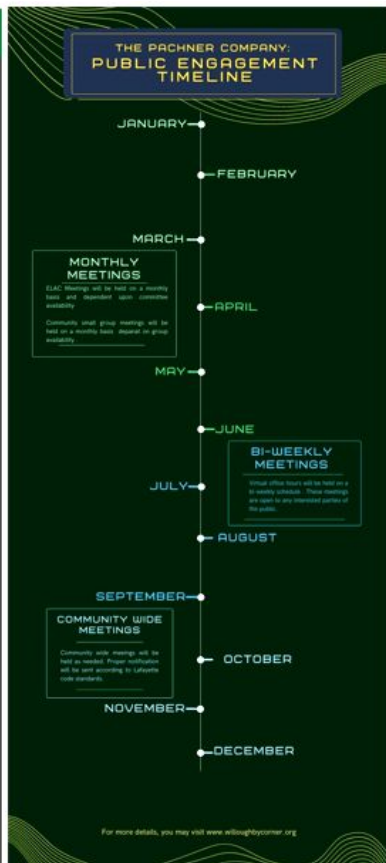 THE PACHNER COMPANY:
PUBLIC ENGAGEMENT
TIMELINE
JANUARY
FEBRUARY
MARCH
MONTHLY
MEETINGS
ELAC Meetings will be held on a monthly
basis and dependent upon committee
availability
Community small group meetings will be
held on a monthly basis depanat on group
availability
APRIL
MAY
JUNE
BI-WEEKLY
MEETINGS
Virtual office hours will be held on a
bi weekly schedule. These meetings
are open to any interested parties of
the public.
JULY
AUGUST
SEPTEMBER
COMMUNITY WIDE
MEETINGS
Community wide meeings will be
held as needed. Proper notification
will be sent according to Lafayette
code standards.
OCTOBER
NOVEMBER
DECEMBER
For more details, you may visit www.willoughbycorner.org